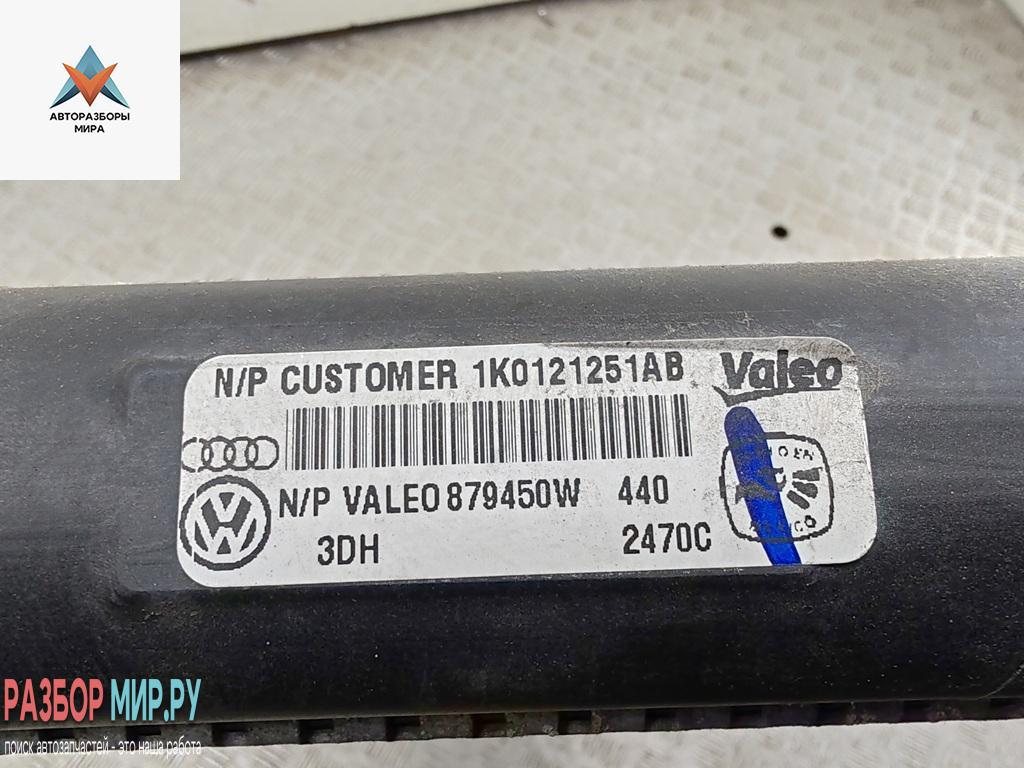 АВТОРАЗБОРЫ
МИРА
N/P CUSTOMER 1K0121251AB
Valeo
N/P VALEO 879450W 440
3DH 2470C
РАЗБОР МИР.РУ
поиск автозапчастей - это наша работа